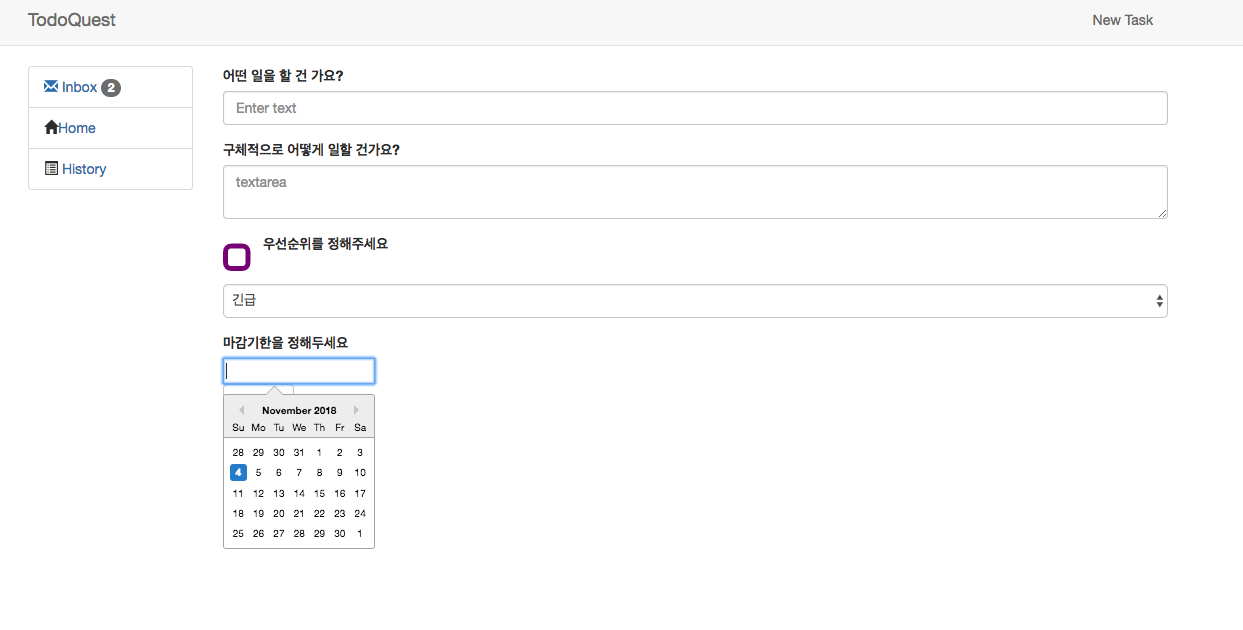 TodoQuest
New Task
Inbox 2
Home
History
어떤 일을 할 건 가요?
Enter text
구체적으로 어떻게 일할 건가요?
textarea
우선순위를 정해주세요
긴급
마감기한을 정해두세요
November 2018
Su Mo Tu We Th Fr Sa
28 29 30 31 1 2 3
4 5 6 7 8 9 10
11 12 13 14 15 16 17
18 19 20 21 22 23 24
25 26 27 28 29 30 1